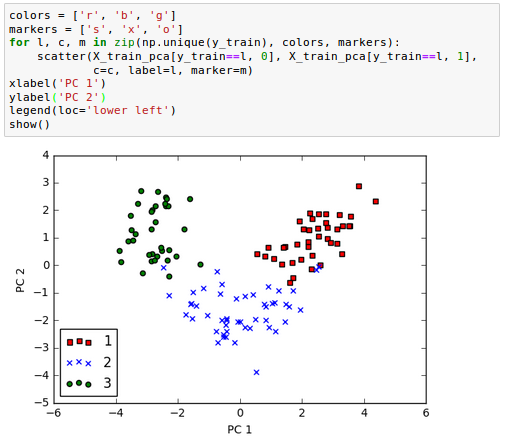 colors = ['r', 'b', 'g']
markers = ['s', 'x', 'o']
for l, c, m in zip(np.unique(y_train), colors, markers):
    scatter(X_train_pca[y_train==l, 0], X_train_pca[y_train==l, 1],
            c=c, label=l, marker=m)
xlabel('PC 1')
ylabel('PC 2')
legend(loc='lower left')
show()
4
3
2
1
0
−1
−2
−3
−4
−5
PC 2
1
2
3
−6 −4 −2 0 2 4 6
PC 1